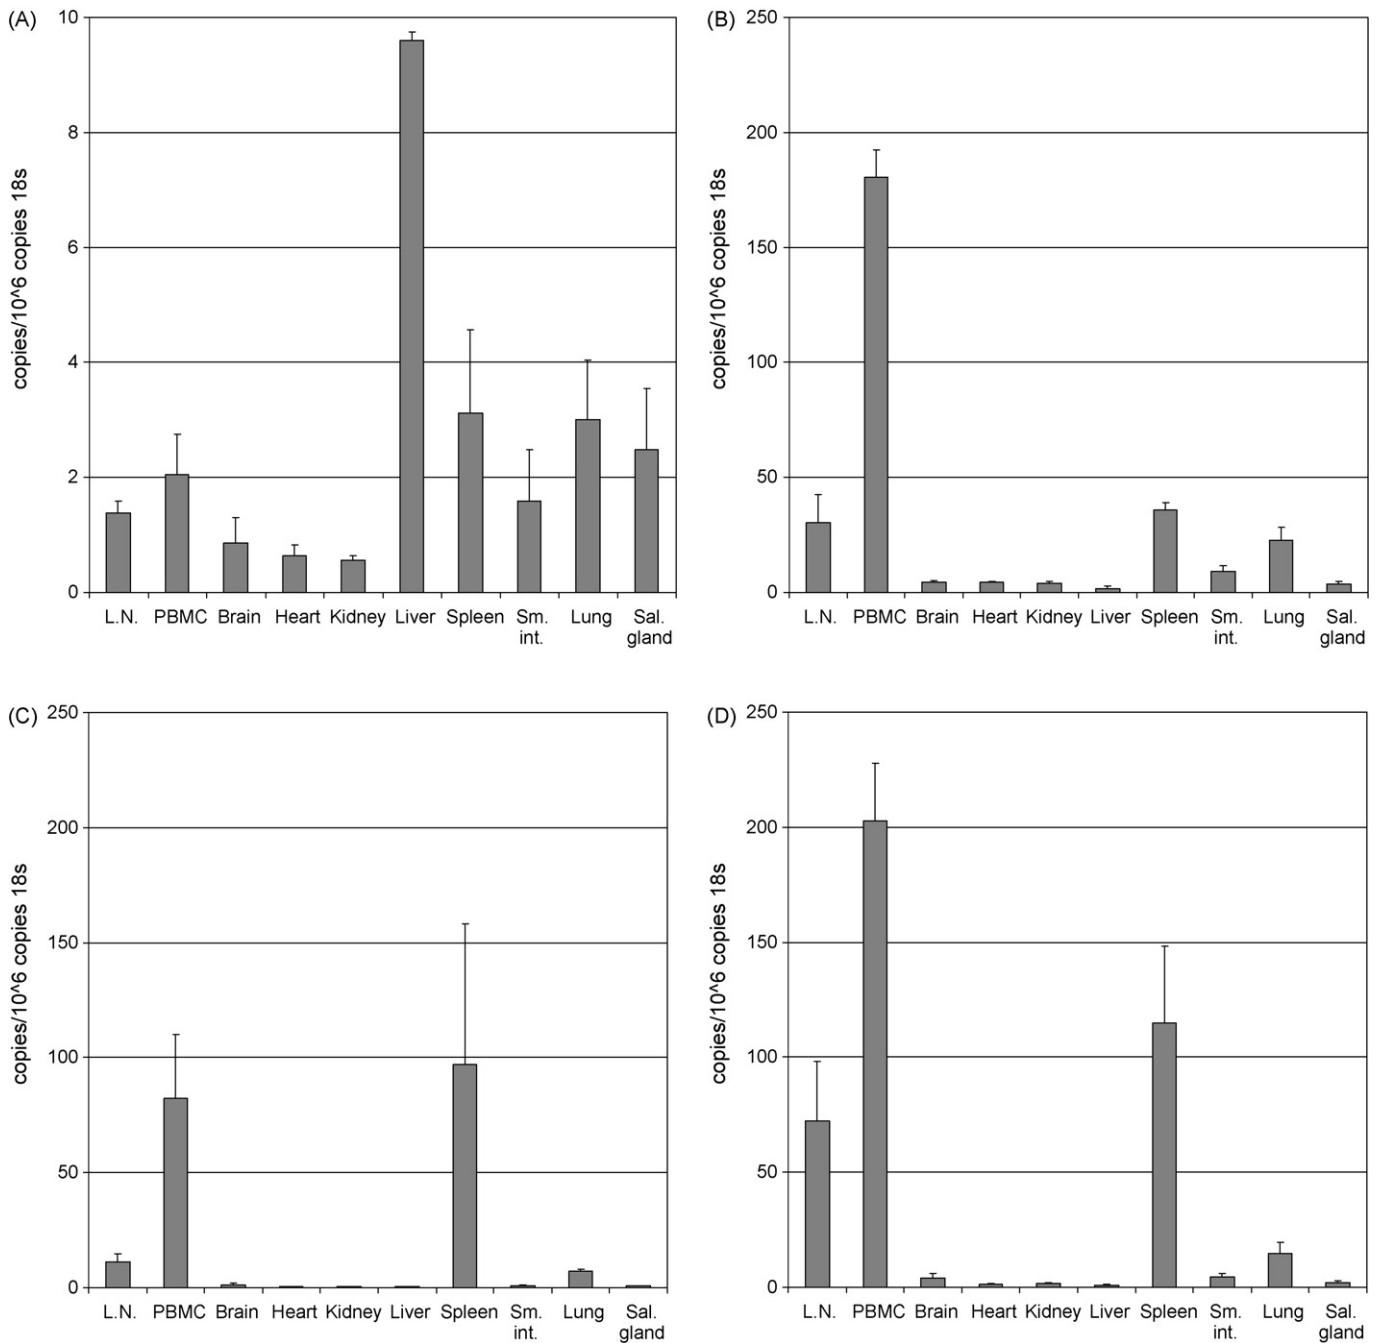 (A)
10
8
6
4
2
0
copies/10^6 copies 18s
L.N. PBMC Brain Heart Kidney Liver Spleen Sm. int. Lung Sal. gland
(B)
250
200
150
100
50
0
copies/10^6 copies 18s
L.N. PBMC Brain Heart Kidney Liver Spleen Sm. int. Lung Sal. gland
(C)
250
200
150
100
50
0
copies/10^6 copies 18s
L.N. PBMC Brain Heart Kidney Liver Spleen Sm. int. Lung Sal. gland
(D)
250
200
150
100
50
0
copies/10^6 copies 18s
L.N. PBMC Brain Heart Kidney Liver Spleen Sm. int. Lung Sal. gland